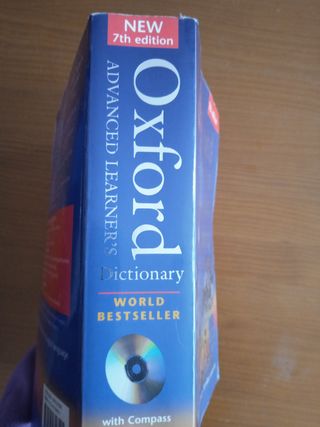 NEW
7th edition
Oxford
ADVANCED LEARNER'S
Dictionary
WORLD
BESTSELLER
with Compass